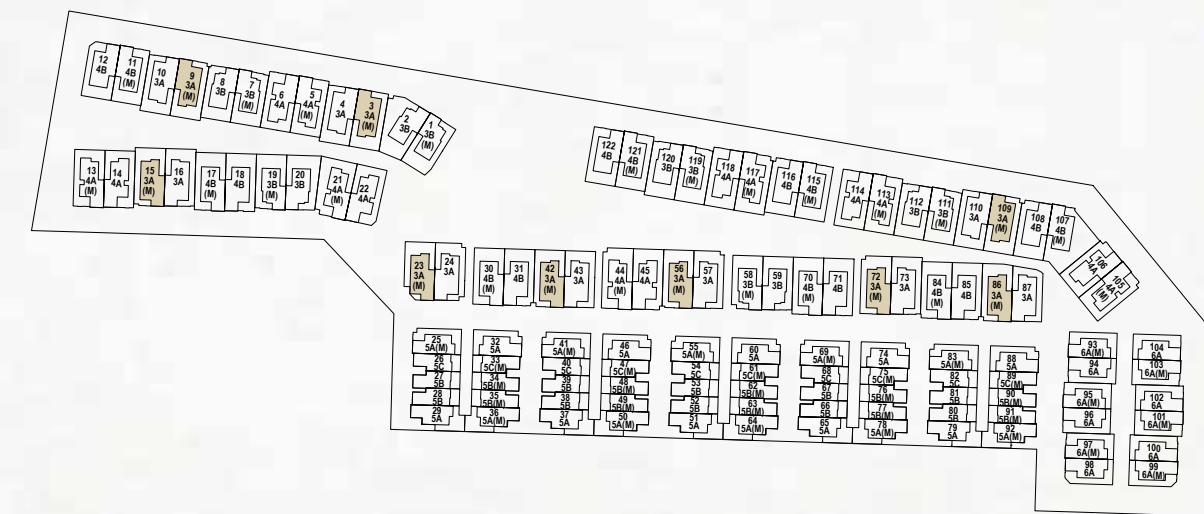 12
4B
11
4B
(M)
10
3A
9
3A
(M)
8
3B
7
3B
(M)
6
4A
5
4A
(M)
4
3A
3
3A
(M)
2
3B
1
3B
(M)
13
4A
(M)
14
4A
15
3A
(M)
16
3A
17
4B
(M)
18
4B
19
3B
(M)
20
3B
21
4A
(M)
22
4A
122
4B
121
4B
(M)
120
3B
119
3B
(M)
118
4A
117
4A
(M)
116
4B
115
4B
(M)
114
4A
113
4A
(M)
112
3B
111
3B
(M)
110
3A
109
3A
(M)
108
4B
107
4B
(M)
106
4A
105
4A
(M)
23
3A
(M)
24
3A
30
4B
(M)
31
4B
42
3A
(M)
43
3A
44
4A
(M)
45
4A
56
3A
(M)
57
3A
58
3B
(M)
59
3B
70
4B
(M)
71
4B
72
3A
(M)
73
3A
84
4B
(M)
85
4B
86
3A
(M)
87
3A
25
5A(M)
26
5C
27
5B
28
5B
29
5A
32
5A
33
5C(M)
34
5B(M)
35
5B(M)
36
5A(M)
41
5A(M)
40
5C
39
5B
38
5B
37
5A
46
5A
47
5C(M)
48
5B(M)
49
5B(M)
50
5A(M)
55
5A(M)
54
5C
53
5B
52
5B
51
5A
60
5A
61
5C(M)
62
5B(M)
63
5B(M)
64
5A(M)
69
5A(M)
68
5C
67
5B
66
5B
65
5A
74
5A
75
5C(M)
76
5B(M)
77
5B(M)
78
5A(M)
83
5A(M)
82
5C
81
5B
80
5B
79
5A
88
5A
89
5C(M)
90
5B(M)
91
5B(M)
92
5A(M)
93
6A(M)
94
6A
95
6A(M)
96
6A
97
6A(M)
98
6A
104
6A
103
6A(M)
102
6A
101
6A(M)
100
6A
99
6A(M)